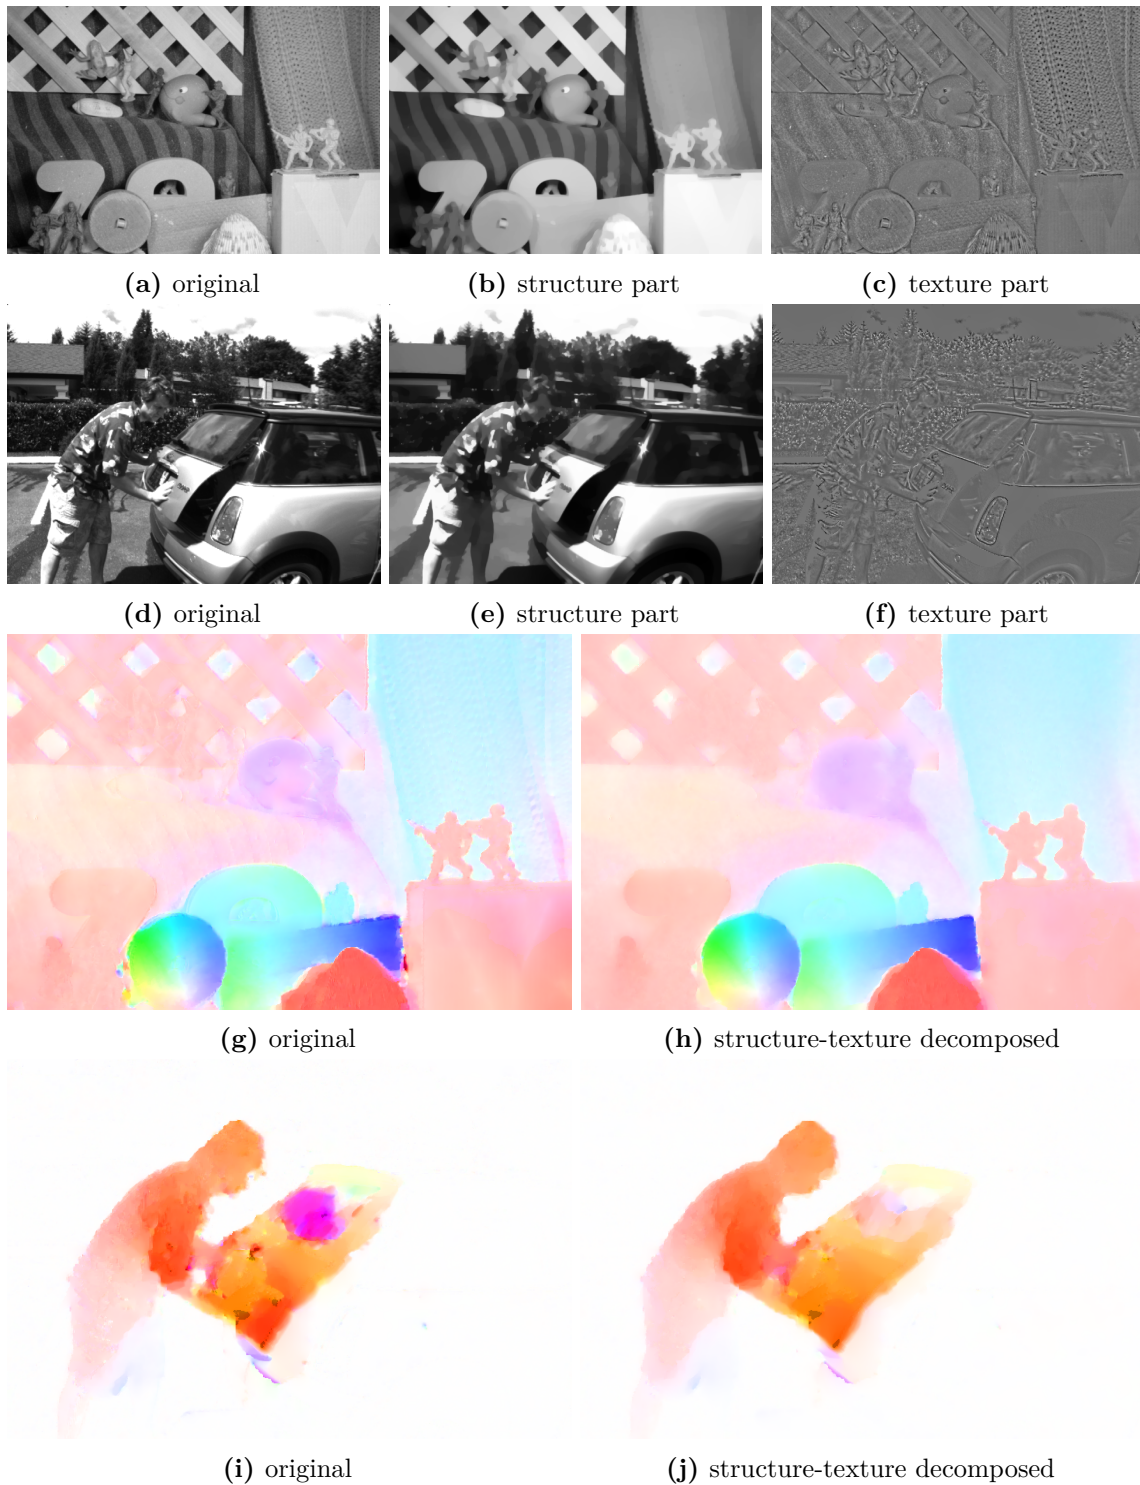 (a) original
(b) structure part
(c) texture part
(d) original
(e) structure part
(f) texture part
(g) original
(h) structure-texture decomposed
(i) original
(j) structure-texture decomposed